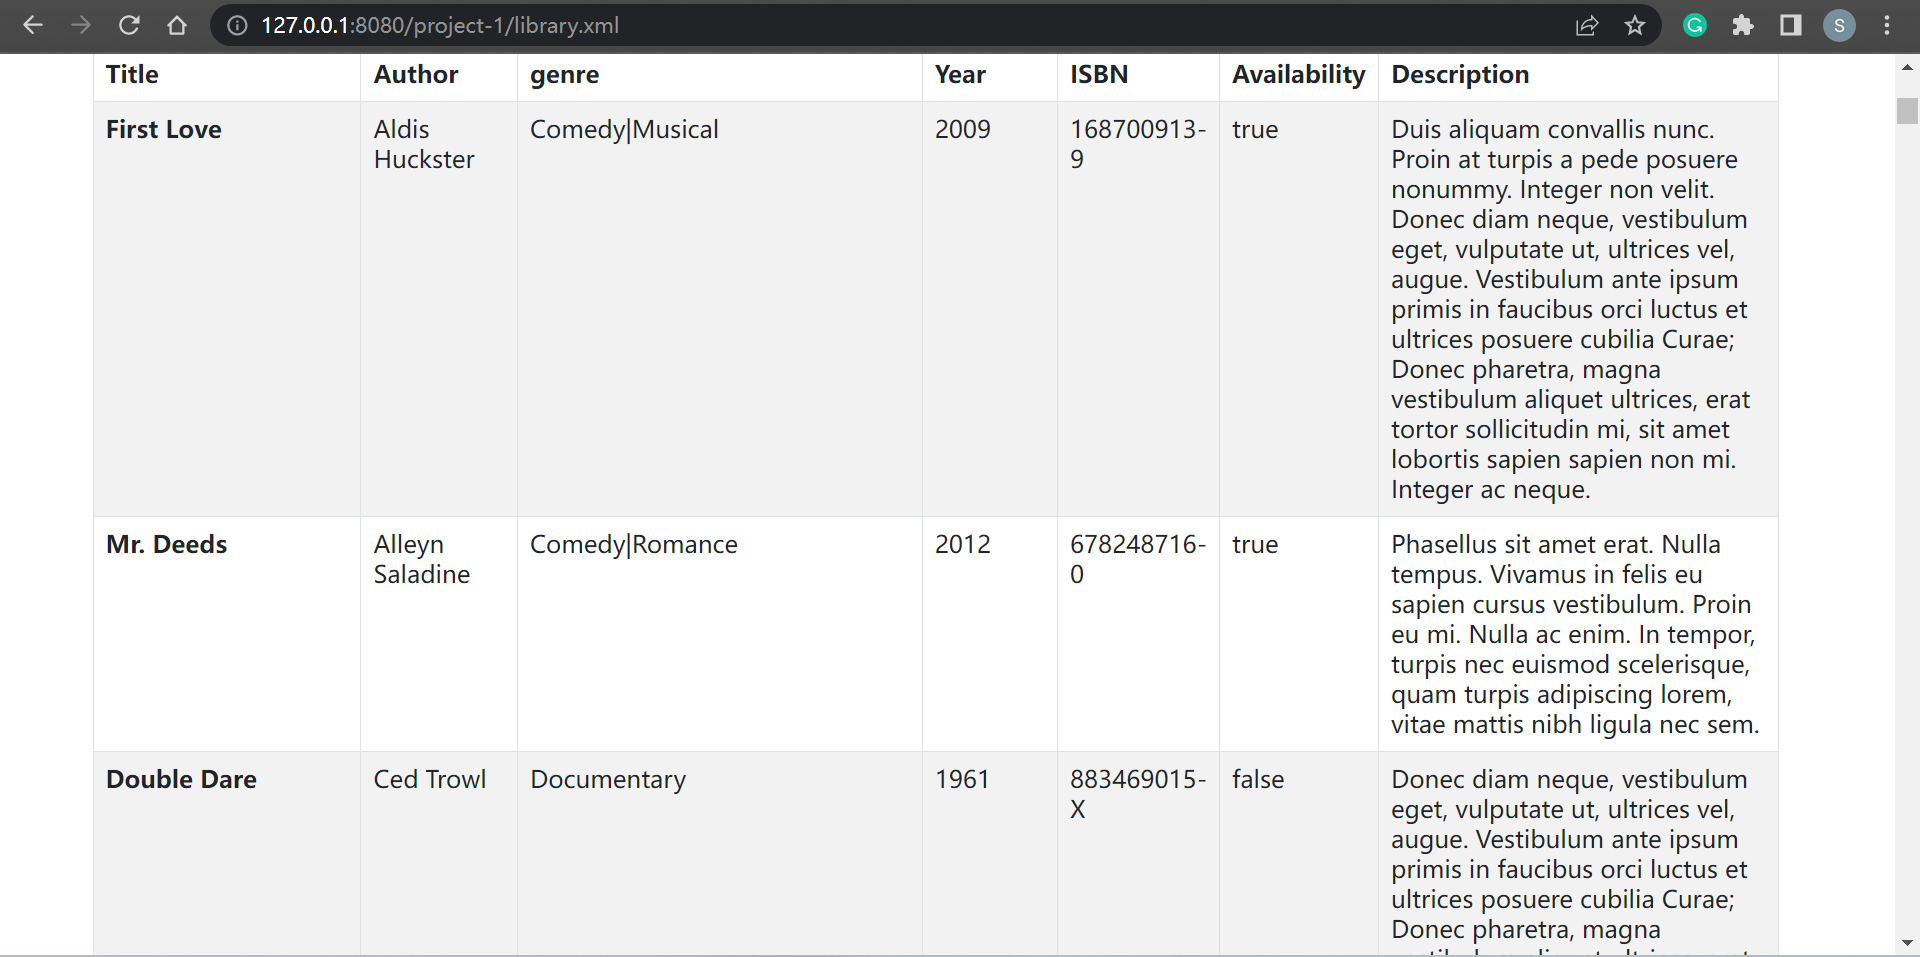 127.0.0.1:8080/project-1/library.xml
S
Title Author genre Year ISBN Availability Description
First Love
Aldis
Huckster
Comedy|Musical
2009
168700913-
9
true
Duis aliquam convallis nunc.
Proin at turpis a pede posuere
nonummy. Integer non velit.
Donec diam neque, vestibulum
eget, vulputate ut, ultrices vel,
augue. Vestibulum ante ipsum
primis in faucibus orci luctus et
ultrices posuere cubilia Curae;
Donec pharetra, magna
vestibulum aliquet ultrices, erat
tortor sollicitudin mi, sit amet
lobortis sapien sapien non mi.
Integer ac neque.
Mr. Deeds
Alleyn
Saladine
Comedy|Romance
2012
678248716-
0
true
Phasellus sit amet erat. Nulla
tempus. Vivamus in felis eu
sapien cursus vestibulum. Proin
eu mi. Nulla ac enim. In tempor,
turpis nec euismod scelerisque,
quam turpis adipiscing lorem,
vitae mattis nibh ligula nec sem.
Double Dare
Ced Trowl
Documentary
1961
883469015-
X
false
Donec diam neque, vestibulum
eget, vulputate ut, ultrices vel,
augue. Vestibulum ante ipsum
primis in faucibus orci luctus et
ultrices posuere cubilia Curae;
Donec pharetra, magna